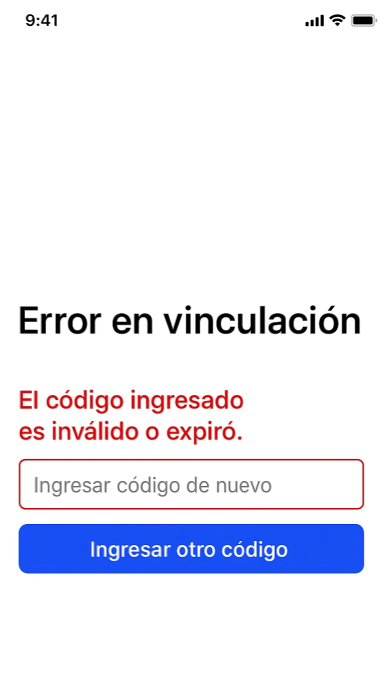 9:41
Error en vinculación
El código ingresado
es inválido o expiró.
Ingresar código de nuevo
Ingresar otro código